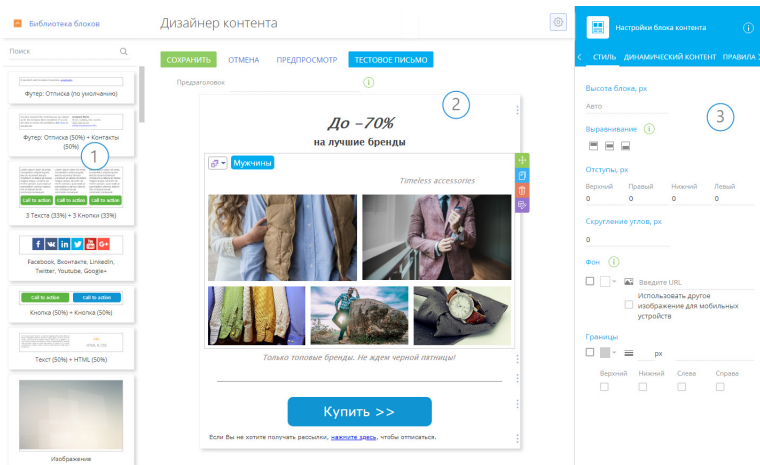 Библиотека блоков
Дизайнер контента
Поиск
Футер: Отписка (по умолчанию)
Футер: Отписка (50%) + Контакты
(50%)
1
Call to action
Call to action
Call to action
3 Текста (33%) + 3 Кнопки (33%)
Facebook, Вконтакте, Linkedin,
Twitter, Youtube, Google+
Call to action
Call to action
Кнопка (50%) + Кнопка (50%)
Текст (50%) + HTML (50%)
Изображение
СОХРАНИТЬ
ОТМЕНА
ПРЕДПРОСМОТР
ТЕСТОВОЕ ПИСЬМО
Предзаголовок
2
До -70%
на лучшие бренды
Мужчины
Timeless accessories
Только топовые бренды. Не ждем черной пятницы!
Купить >>
Если Вы не хотите получать рассылки, нажмите здесь, чтобы отписаться.
Настройки блока контента
СТИЛЬ
ДИНАМИЧЕСКИЙ КОНТЕНТ
ПРАВИЛА
Высота блока, px
Авто
3
Выравнивание
Отступы, px
Верхний Правый Нижний Левый
0 0 0 0
Скругление углов, px
0
Фон
Введите URL
Использовать другое
изображение для мобильных
устройств
Границы
px
Верхний Нижний Слева Справа